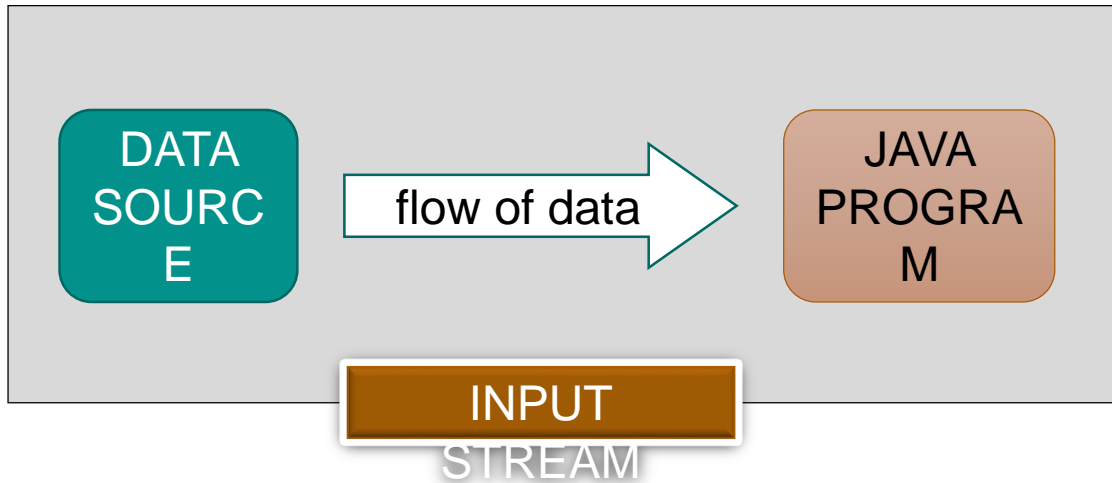 DATA
SOURC
E
flow of data
JAVA
PROGRA
M
INPUT
STREAM